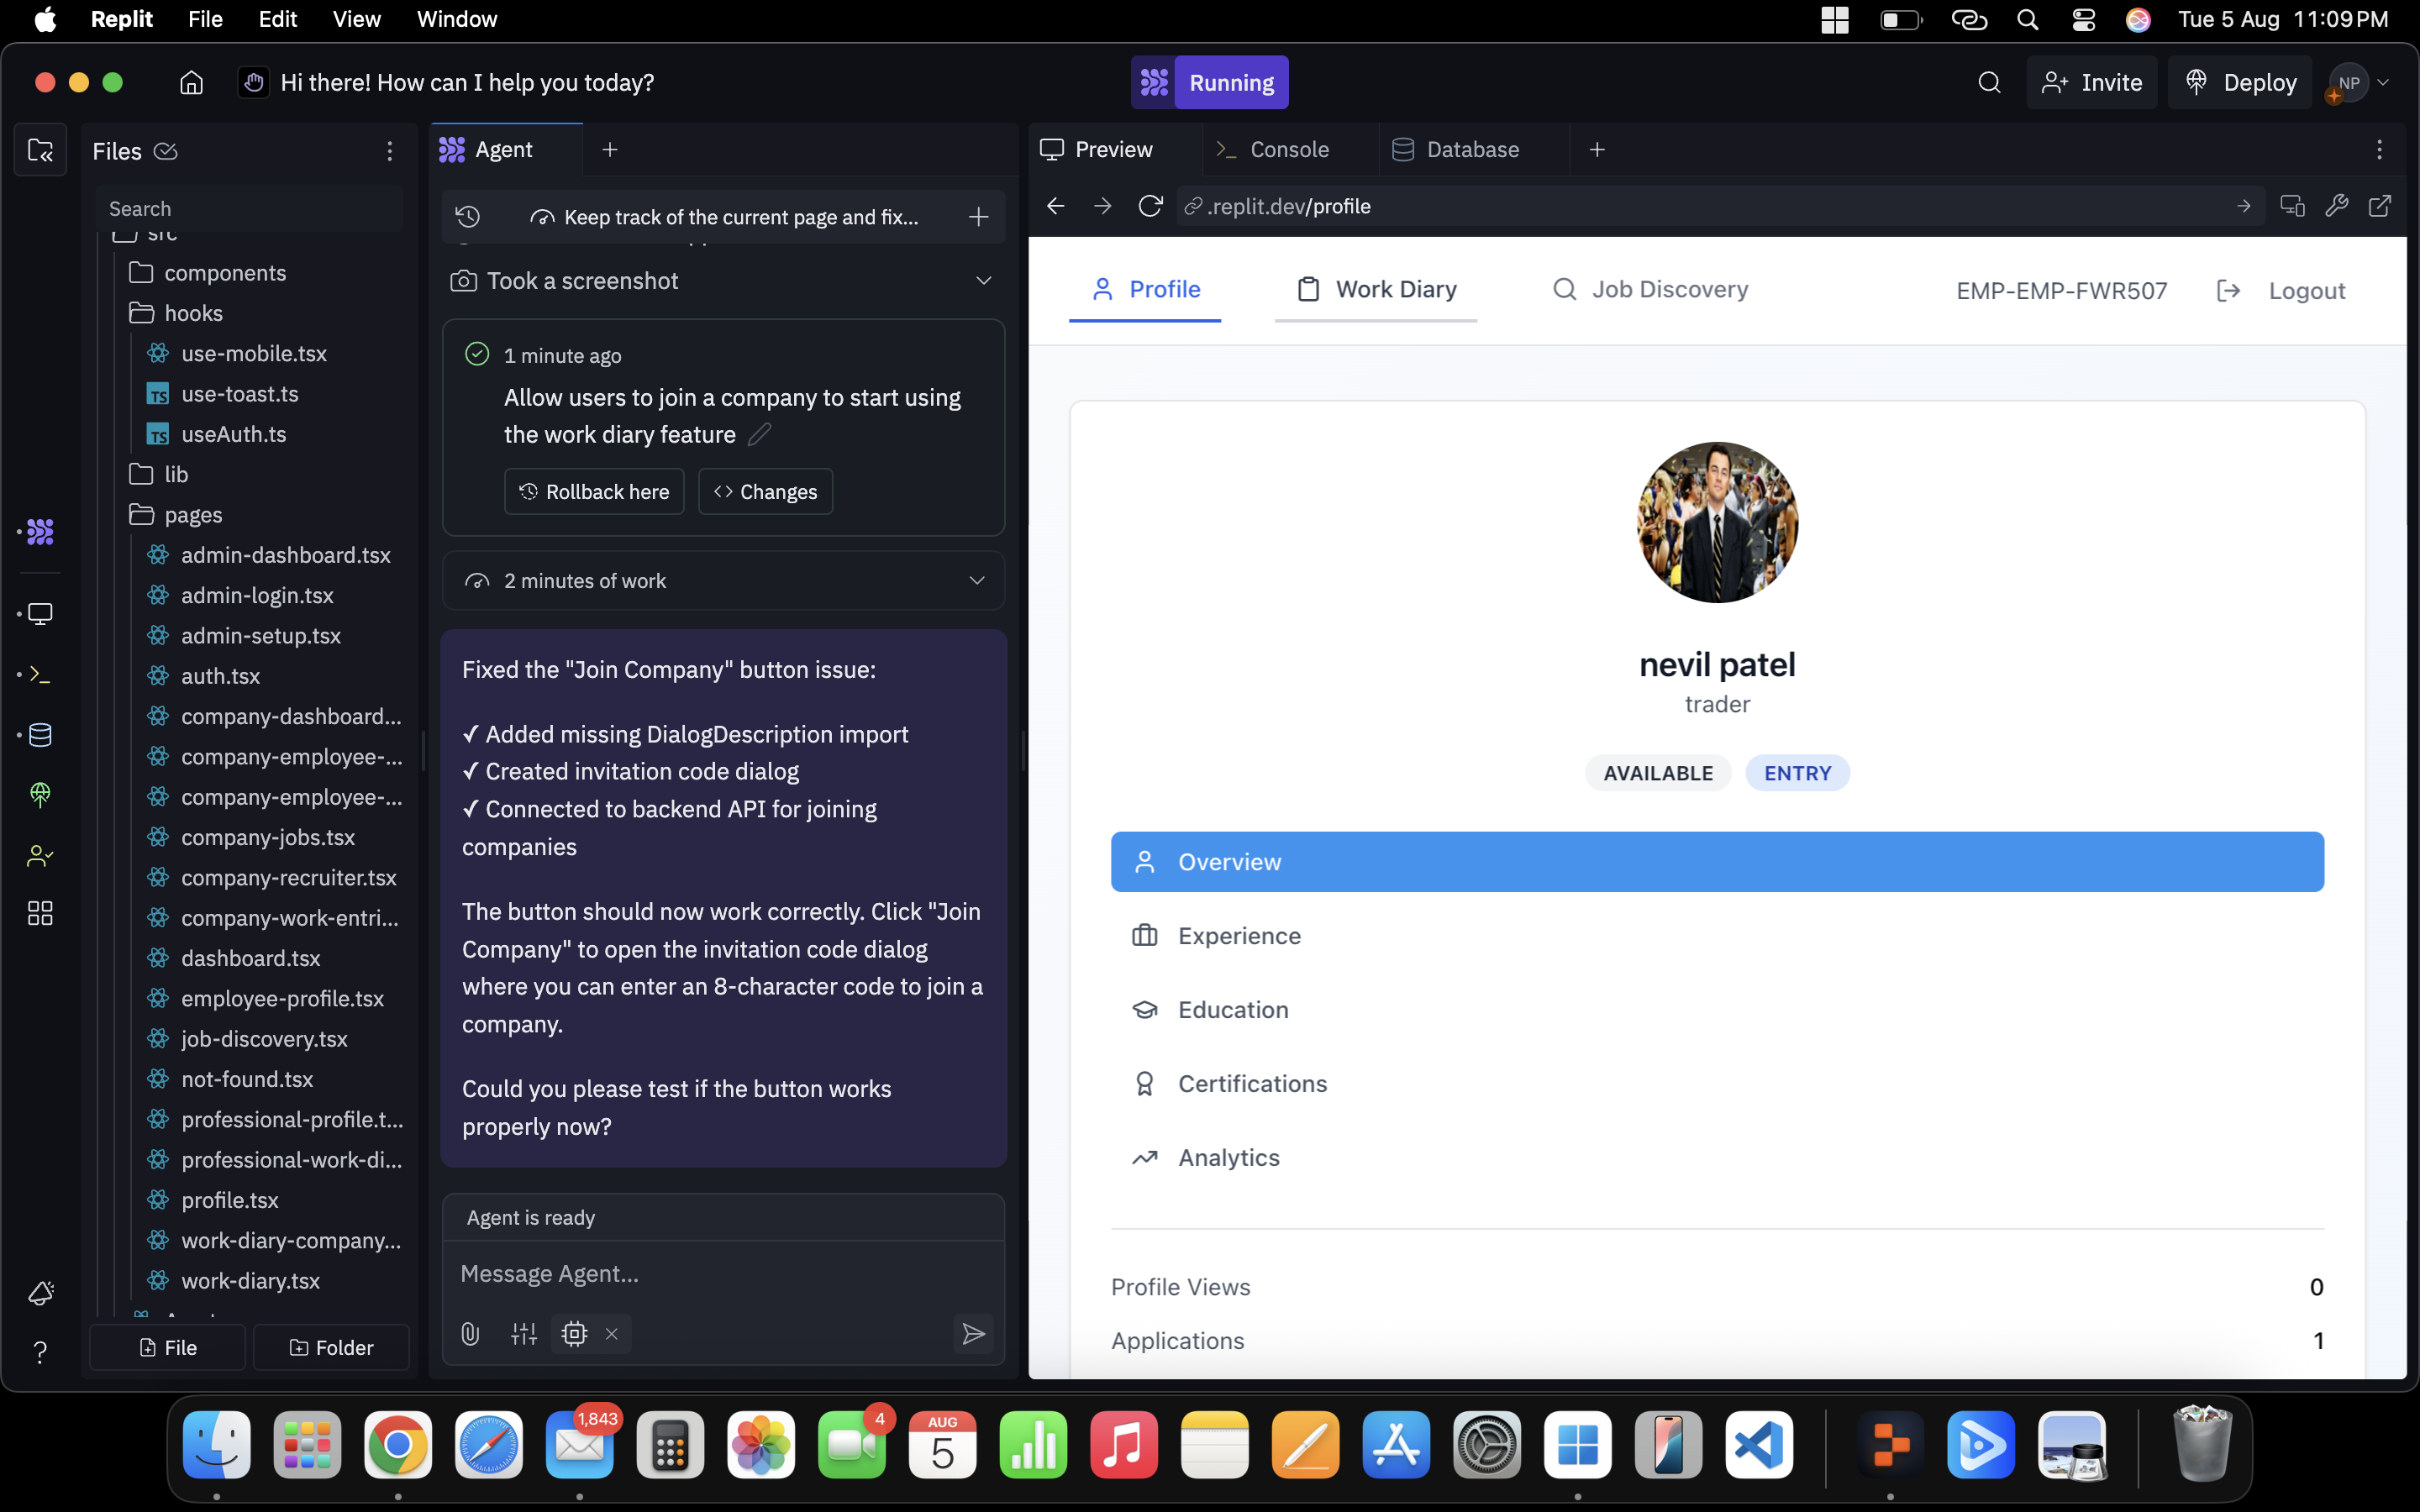 Replit File Edit View Window Tue 5 Aug 11:09 PM
Hi there! How can I help you today?
Running
Invite
Deploy
NP
Files
Search
src
components
hooks
use-mobile.tsx
TS use-toast.ts
TS useAuth.ts
lib
pages
admin-dashboard.tsx
admin-login.tsx
admin-setup.tsx
auth.tsx
company-dashboard...
company-employee-...
company-employee-...
company-jobs.tsx
company-recruiter.tsx
company-work-entri...
dashboard.tsx
employee-profile.tsx
job-discovery.tsx
not-found.tsx
professional-profile.t...
professional-work-di...
profile.tsx
work-diary-company...
work-diary.tsx
File
Folder
Agent
Keep track of the current page and fix...
Took a screenshot
1 minute ago
Allow users to join a company to start using
the work diary feature
Rollback here
Changes
2 minutes of work
Fixed the "Join Company" button issue:
✓ Added missing DialogDescription import
✓ Created invitation code dialog
✓ Connected to backend API for joining
companies
The button should now work correctly. Click "Join
Company" to open the invitation code dialog
where you can enter an 8-character code to join a
company.
Could you please test if the button works
properly now?
Agent is ready
Message Agent...
Preview
Console
Database
.replit.dev/profile
Profile
Work Diary
Job Discovery
EMP-EMP-FWR507
Logout
nevil patel
trader
AVAILABLE
ENTRY
Overview
Experience
Education
Certifications
Analytics
Profile Views 0
Applications 1
1,843
4
AUG
5